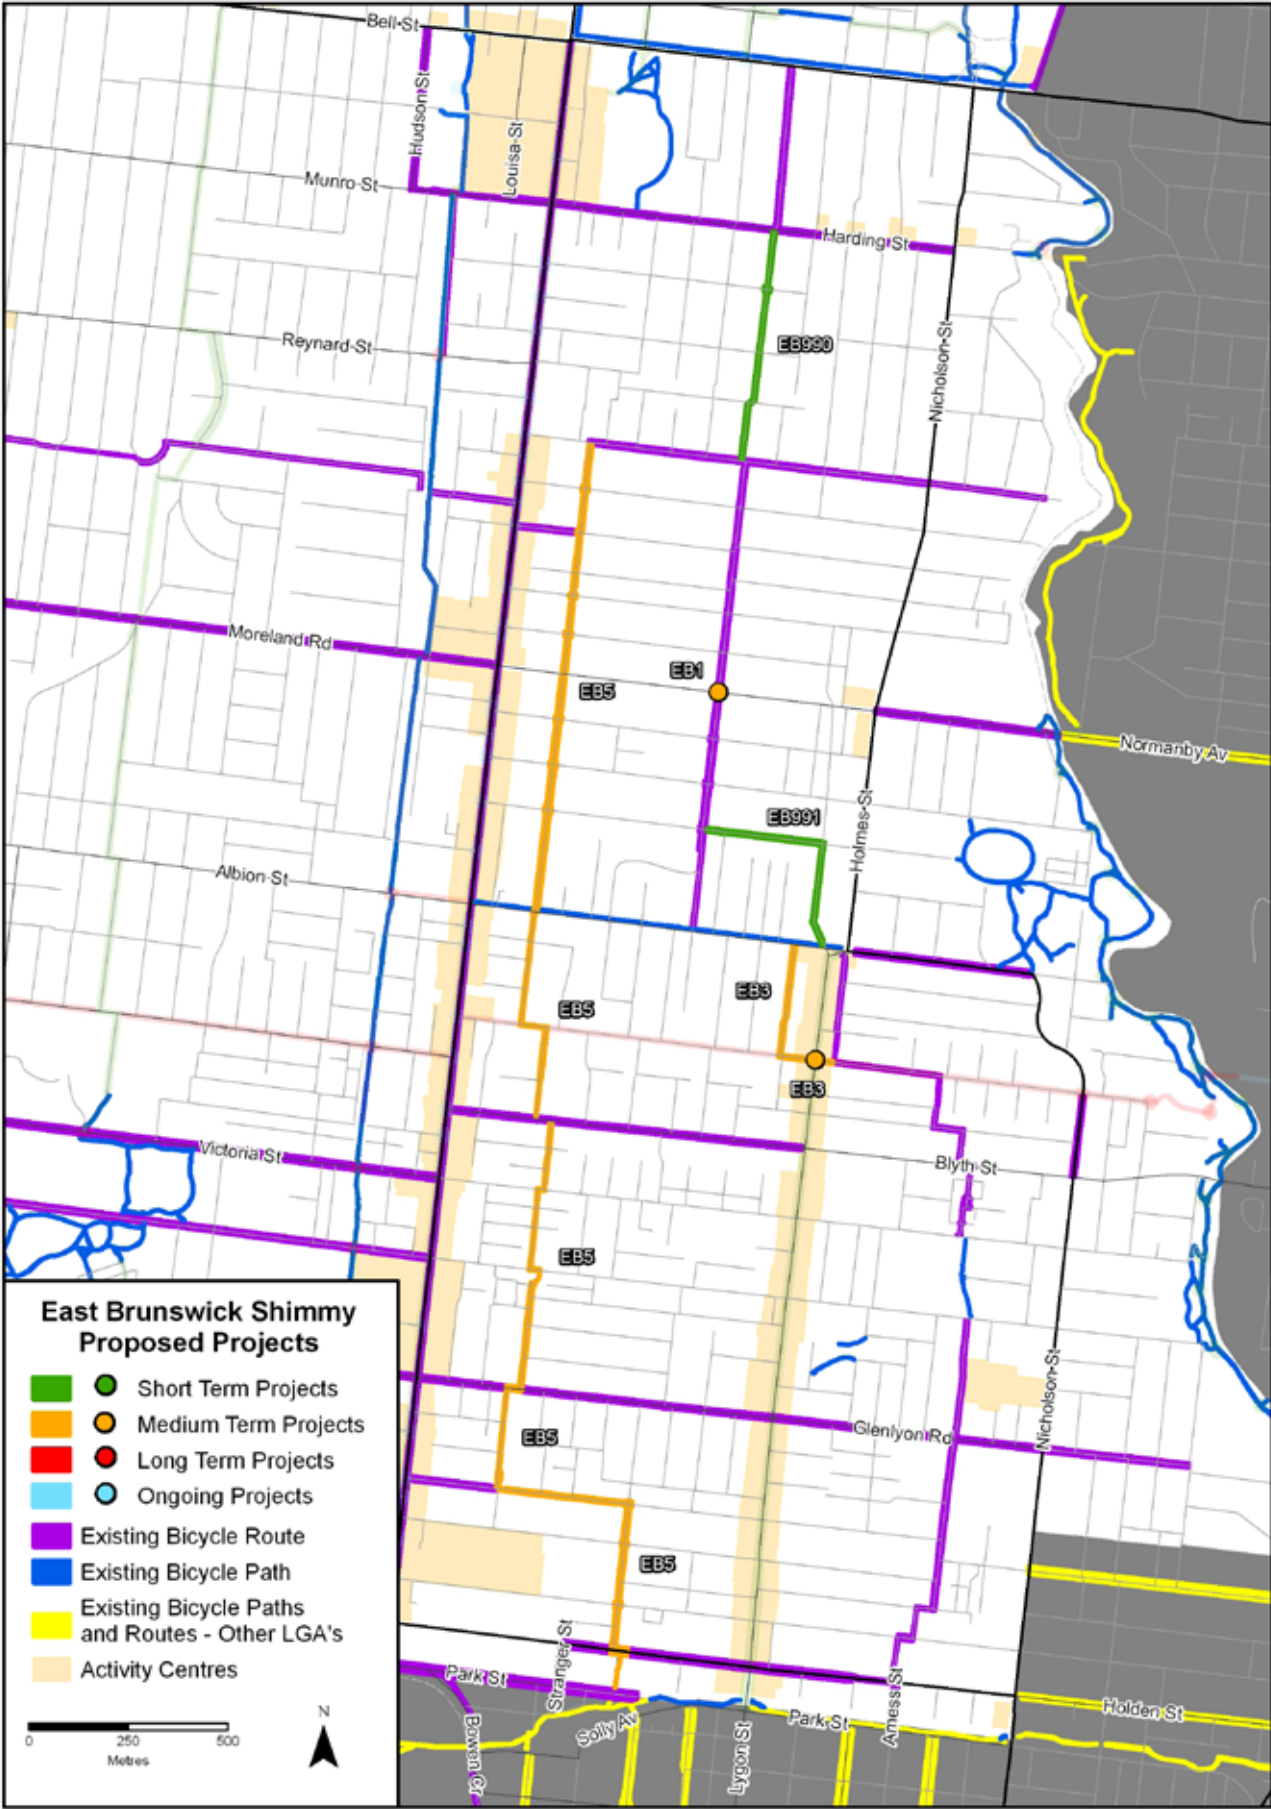 Bell St
Hudson St
Louisa St
Munro St
Harding St
Reynard St
EB990
Nicholson St
Moreland Rd
EB1
EB5
Normanby Av
EB991
Holmes St
Albion St
EB3
EB5
EB3
Victoria St
Blyth St
EB5
East Brunswick Shimmy
Proposed Projects
Short Term Projects
Medium Term Projects
Long Term Projects
Ongoing Projects
Existing Bicycle Route
Existing Bicycle Path
Existing Bicycle Paths
and Routes - Other LGA's
Activity Centres
0 250 500
Metres
N
Nicholson St
Glenlyon Rd
EB5
EB5
Stranger St
Park St
Bowen Cr
Solly Av
Lygon St
Park St
Amess St
Holden St